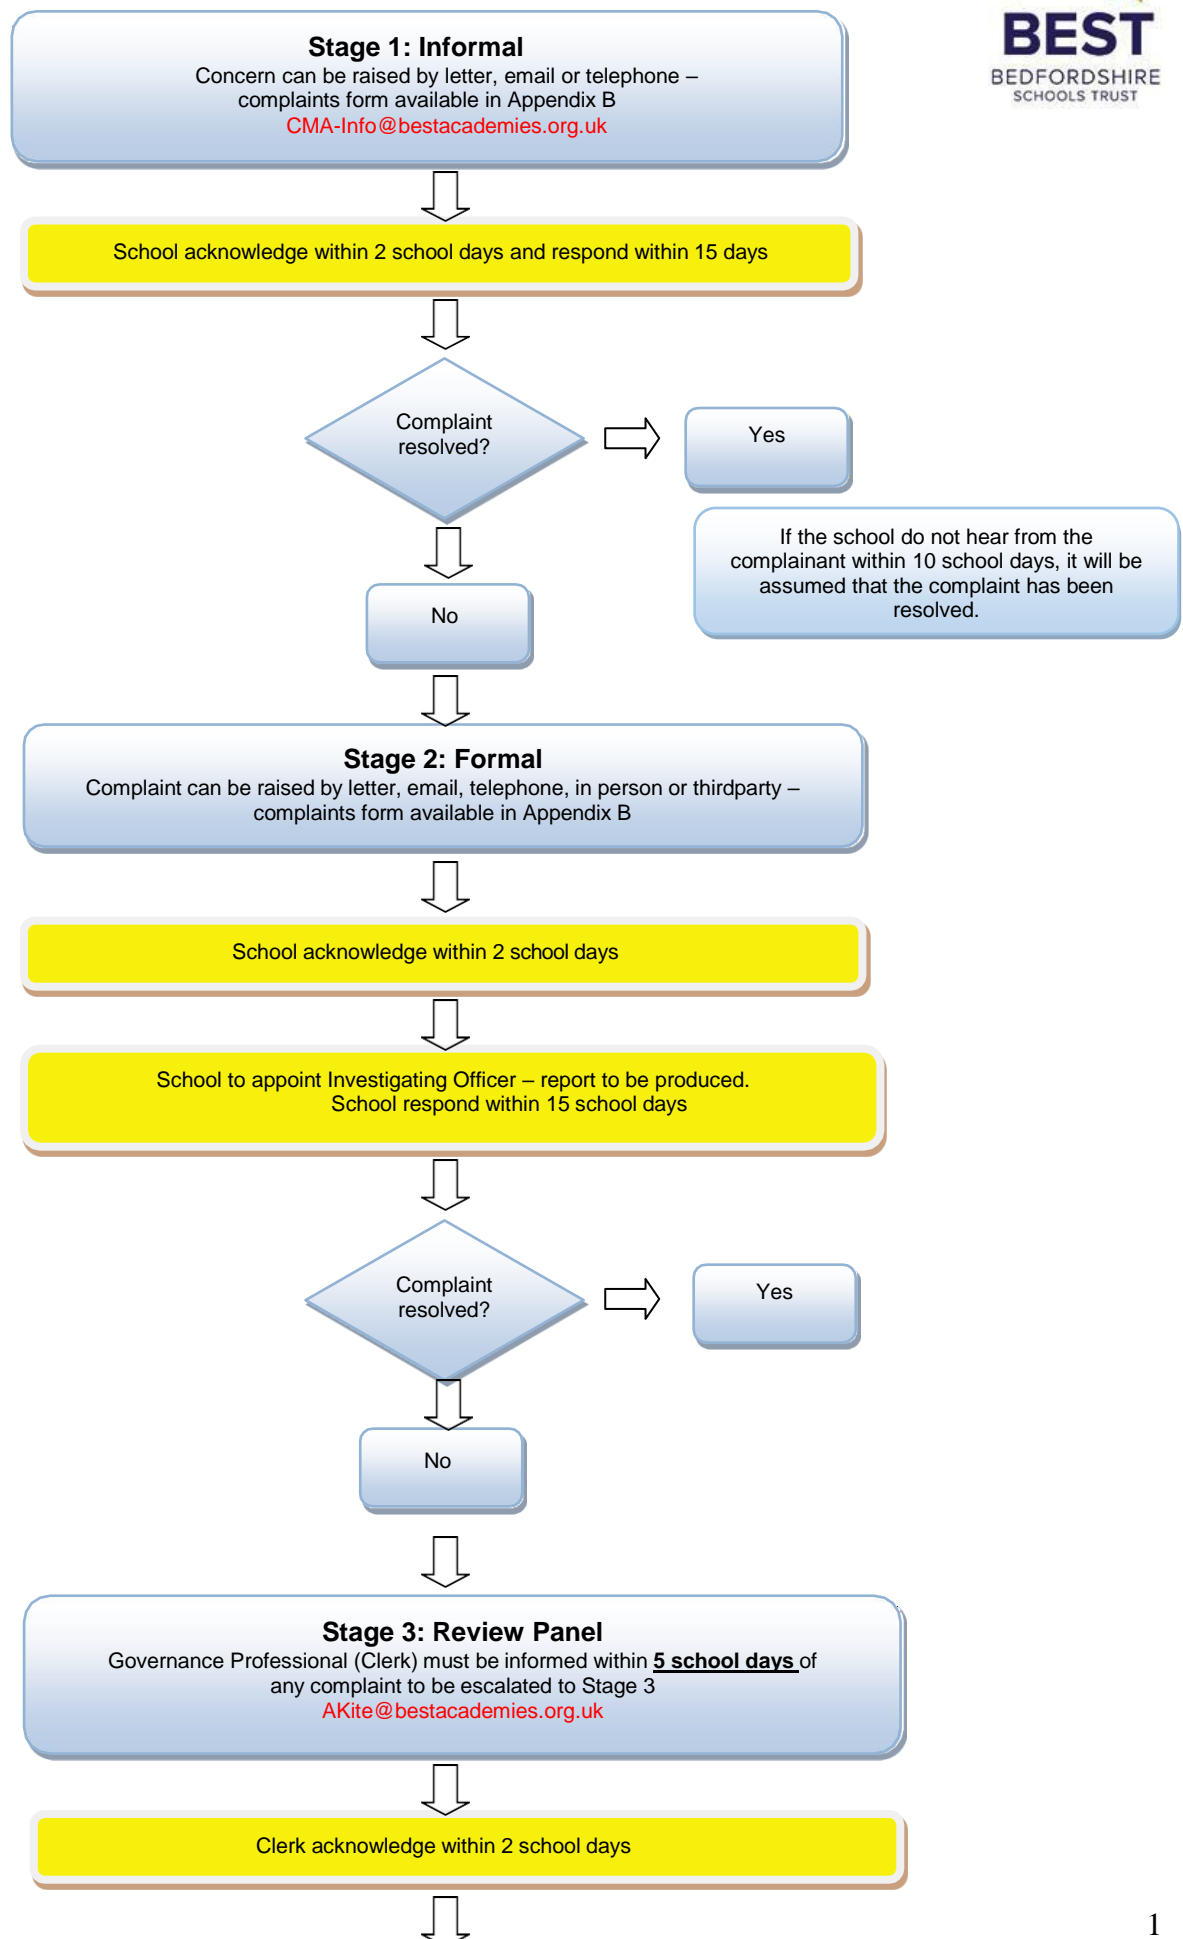 BEST
BEDFORDSHIRE
SCHOOLS TRUST
Stage 1: Informal
Concern can be raised by letter, email or telephone –
complaints form available in Appendix B
CMA-Info@bestacademies.org.uk
School acknowledge within 2 school days and respond within 15 days
Complaint
resolved?
Yes
If the school do not hear from the
complainant within 10 school days, it will be
assumed that the complaint has been
resolved.
No
Stage 2: Formal
Complaint can be raised by letter, email, telephone, in person or thirdparty –
complaints form available in Appendix B
School acknowledge within 2 school days
School to appoint Investigating Officer – report to be produced.
School respond within 15 school days
Complaint
resolved?
Yes
No
Stage 3: Review Panel
Governance Professional (Clerk) must be informed within 5 school days of
any complaint to be escalated to Stage 3
AKite@bestacademies.org.uk
Clerk acknowledge within 2 school days
1